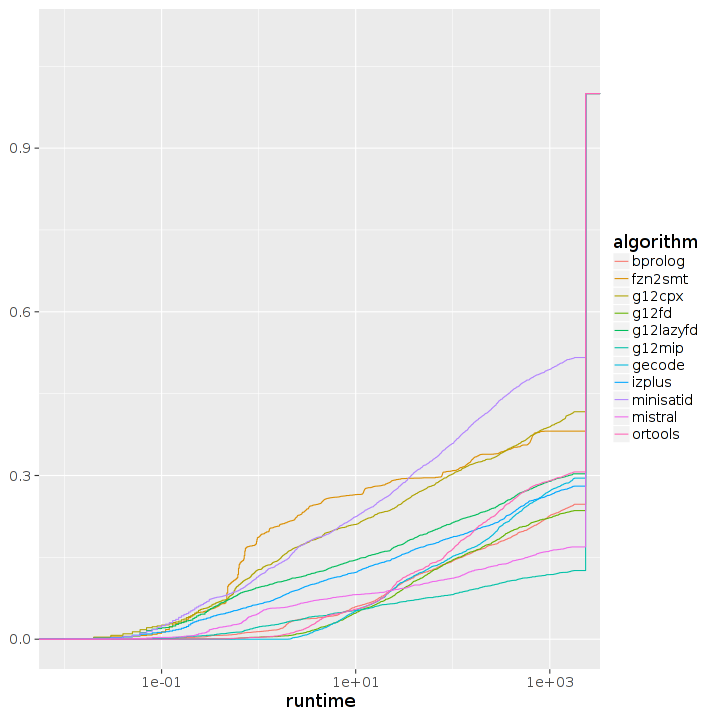 0.9
0.6
0.3
0.0
1e-01
1e+01
1e+03
runtime
algorithm
bprolog
fzn2smt
g12cpx
g12fd
g12lazyfd
g12mip
gecode
izplus
minisatid
mistral
ortools